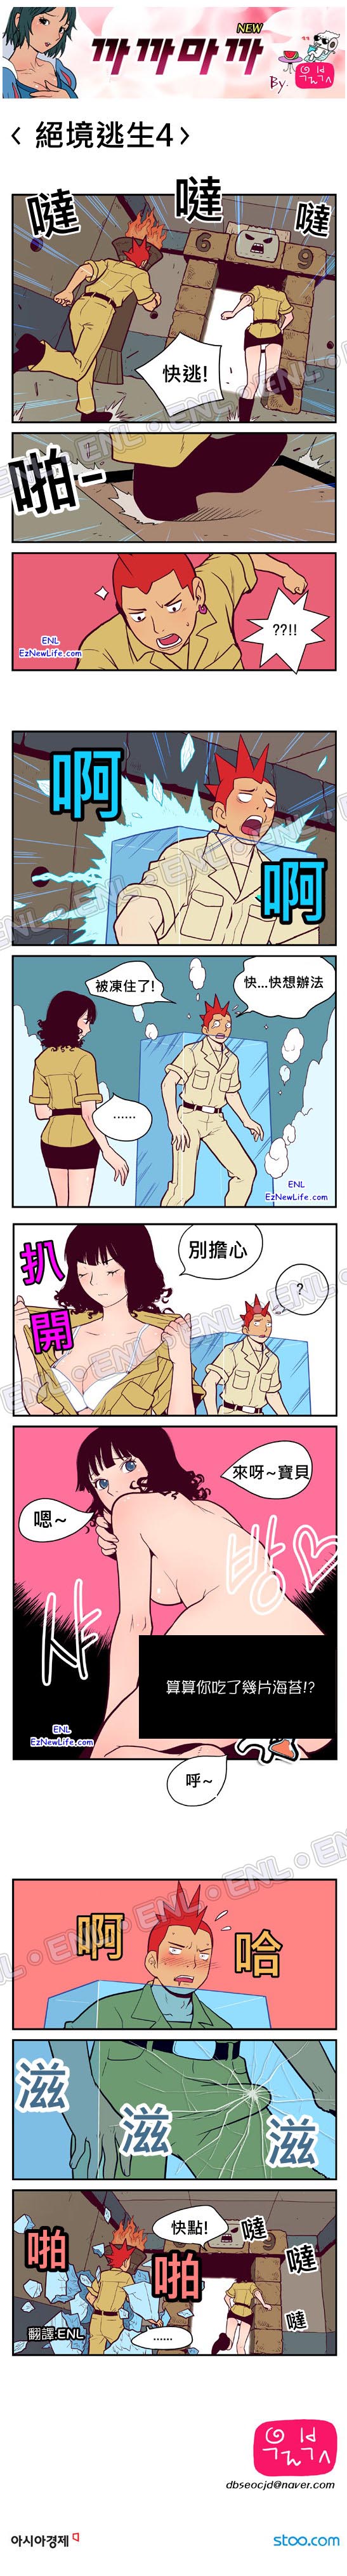 NEW
까까마까
By.
< 絕境逃生4 >
噠
噠
噠
6 9
快逃!
啪-
??!!
ENL
EzNewLife.com
啊
啊
被凍住了!
快...快想辦法
......
ENL
EzNewLife.com
扒
開
別擔心
?
來呀~寶貝
嗯~
算算你吃了幾片海苔!?
ENL
EzNewLife.com
呼~
啊
哈
滋
滋
滋
快點!
噠
噠
噠
啪
啪
......
翻譯:ENL
dbseocjd@naver.com
아시아경제
stoo.com